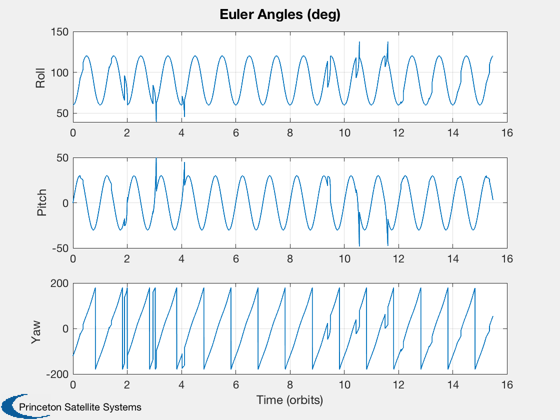 Euler Angles (deg)
150
100
50
Roll
0 2 4 6 8 10 12 14 16
50
0
-50
Pitch
0 2 4 6 8 10 12 14 16
200
0
-200
Yaw
0 2 4 6 8 10 12 14 16
Time (orbits)
Princeton Satellite Systems